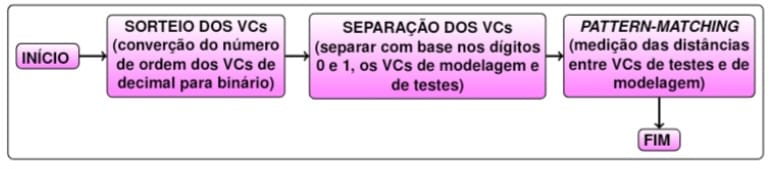 INÍCIO
SORTEIO DOS VCs
(converção do número
de ordem dos VCs de
decimal para binário)
SEPARAÇÃO DOS VCs
(separar com base nos dígitos
0 e 1, os VCs de modelagem e
de testes)
PATTERN-MATCHING
(medição das distâncias
entre VCs de testes e de
modelagem)
FIM